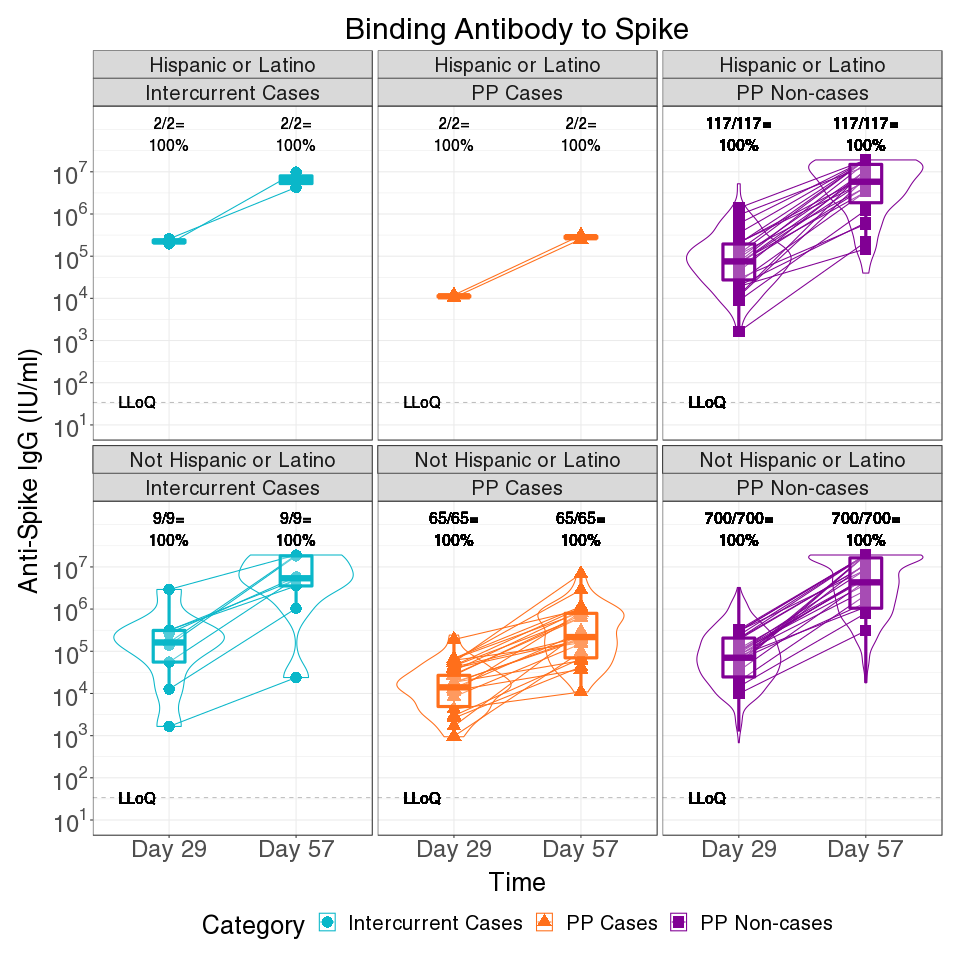 Binding Antibody to Spike
Hispanic or Latino
Intercurrent Cases
Hispanic or Latino
PP Cases
Hispanic or Latino
PP Non-cases
2/2=
100%
2/2=
100%
2/2=
100%
2/2=
100%
117/117=
100%
117/117=
100%
10⁷
10⁶
10⁵
10⁴
10³
10²
10¹
LLoQ
LLoQ
LLoQ
Anti-Spike IgG (IU/ml)
Not Hispanic or Latino
Intercurrent Cases
Not Hispanic or Latino
PP Cases
Not Hispanic or Latino
PP Non-cases
9/9=
100%
9/9=
100%
65/65=
100%
65/65=
100%
700/700=
100%
700/700=
100%
10⁷
10⁶
10⁵
10⁴
10³
10²
10¹
LLoQ
LLoQ
LLoQ
Day 29 Day 57
Day 29 Day 57
Day 29 Day 57
Time
Category Intercurrent Cases PP Cases PP Non-cases